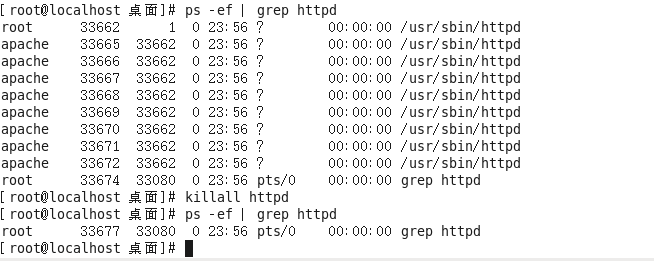 [root@localhost 桌面]# ps -ef| grep httpd
root     33662     1  0 23:56 ?        00:00:00 /usr/sbin/httpd
apache   33665 33662  0 23:56 ?        00:00:00 /usr/sbin/httpd
apache   33666 33662  0 23:56 ?        00:00:00 /usr/sbin/httpd
apache   33667 33662  0 23:56 ?        00:00:00 /usr/sbin/httpd
apache   33668 33662  0 23:56 ?        00:00:00 /usr/sbin/httpd
apache   33669 33662  0 23:56 ?        00:00:00 /usr/sbin/httpd
apache   33670 33662  0 23:56 ?        00:00:00 /usr/sbin/httpd
apache   33671 33662  0 23:56 ?        00:00:00 /usr/sbin/httpd
apache   33672 33662  0 23:56 ?        00:00:00 /usr/sbin/httpd
root     33674 33080  0 23:56 pts/0    00:00:00 grep httpd
[root@localhost 桌面]# killall httpd
[root@localhost 桌面]# ps -ef| grep httpd
root     33677 33080  0 23:56 pts/0    00:00:00 grep httpd
[root@localhost 桌面]#